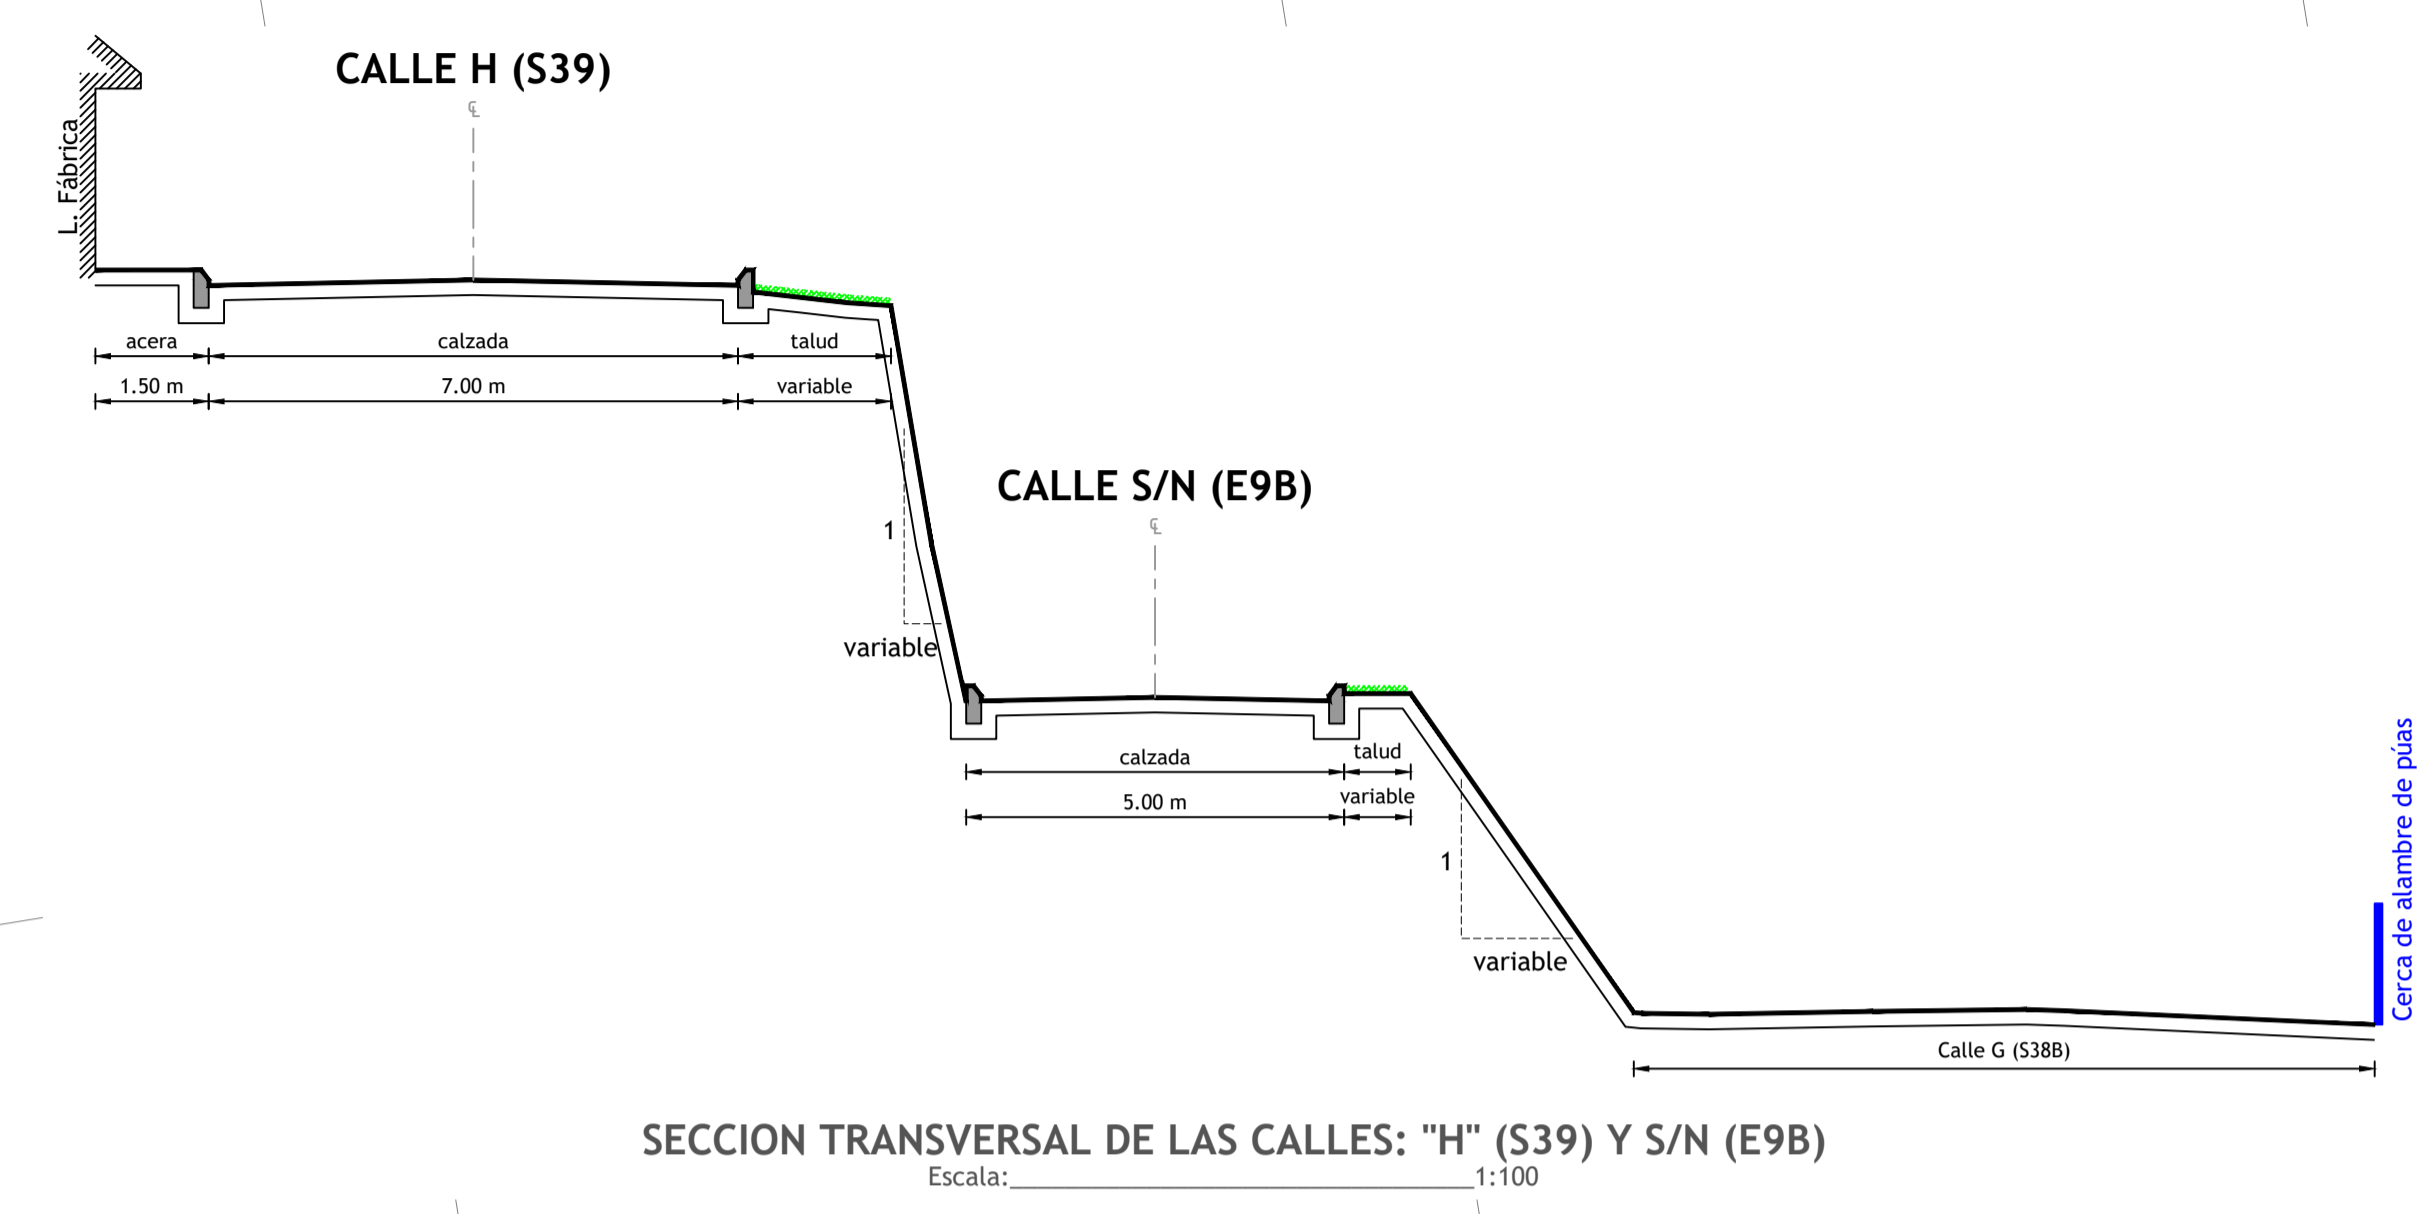 CALLE H (S39)
L. Fábrica
acera
calzada
talud
1.50 m
7.00 m
variable
CALLE S/N (E9B)
1
variable
calzada
talud
5.00 m
variable
1
variable
Cerca de alambre de púas
Calle G (S38B)
SECCION TRANSVERSAL DE LAS CALLES: "H" (S39) Y S/N (E9B)
Escala:________________________________1:100